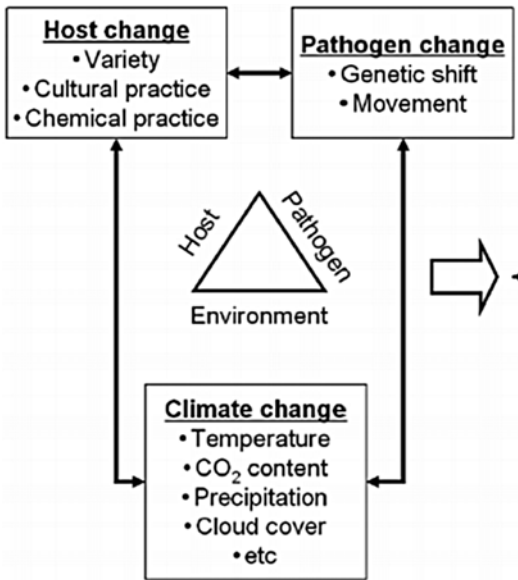 Host change
• Variety
• Cultural practice
• Chemical practice
Pathogen change
• Genetic shift
• Movement
Host
Pathogen
Environment
Climate change
• Temperature
• CO₂ content
• Precipitation
• Cloud cover
• etc